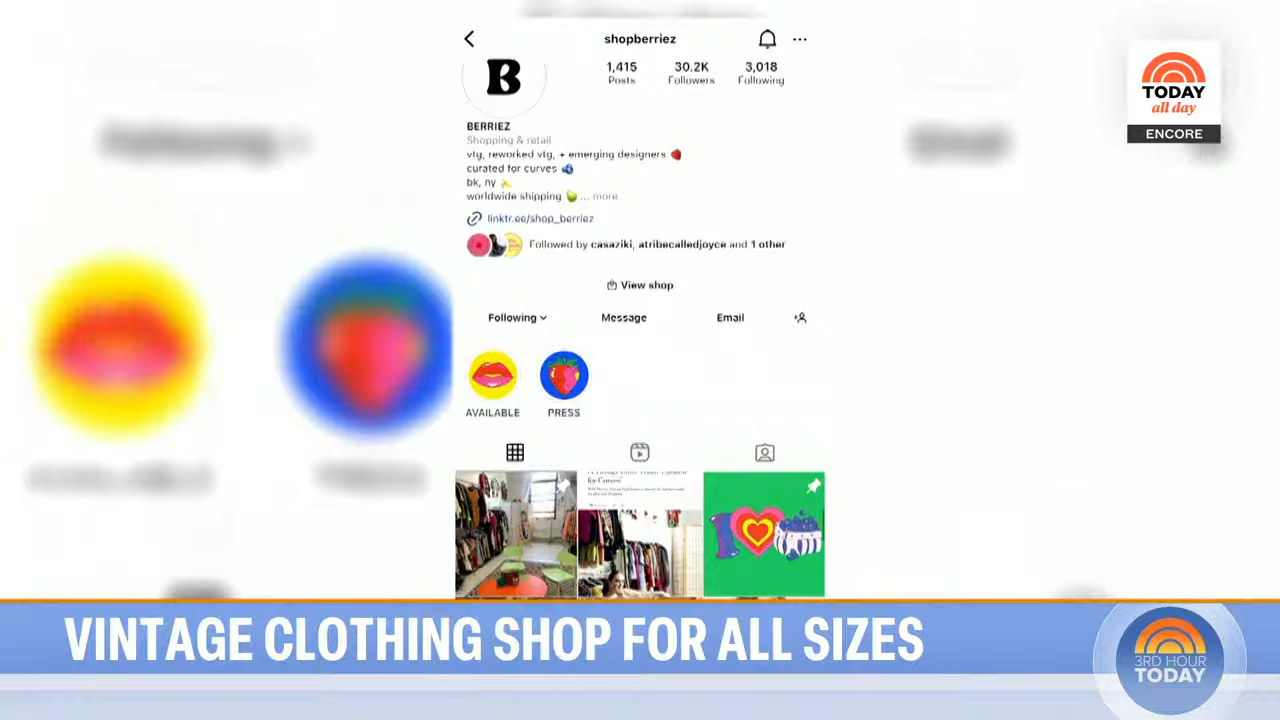 shopberriez
B
1,415
30.2K
3,018
Posts
Followers
Following
BERRIEZ
Shopping & retail
vtg, reworked vtg, + emerging designers
curated for curves
bk, ny
worldwide shipping ... more
linktr.ee/shop_berriez
Followed by casaziki, atribecalledjoyce and 1 other
View shop
Following
Message
Email
AVAILABLE
PRESS
for Curves'
I
TODAY
all day
ENCORE
VINTAGE CLOTHING SHOP FOR ALL SIZES
3RD HOUR
TODAY